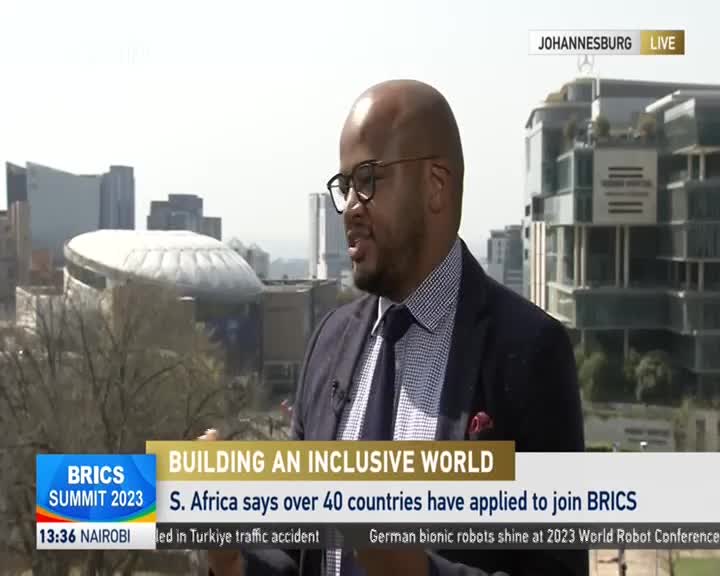 JOHANNESBURG LIVE
BUILDING AN INCLUSIVE WORLD
BRICS
SUMMIT 2023
S. Africa says over 40 countries have applied to join BRICS
13:36 NAIROBI
led in Turkiye traffic accident German bionic robots shine at 2023 World Robot Conference